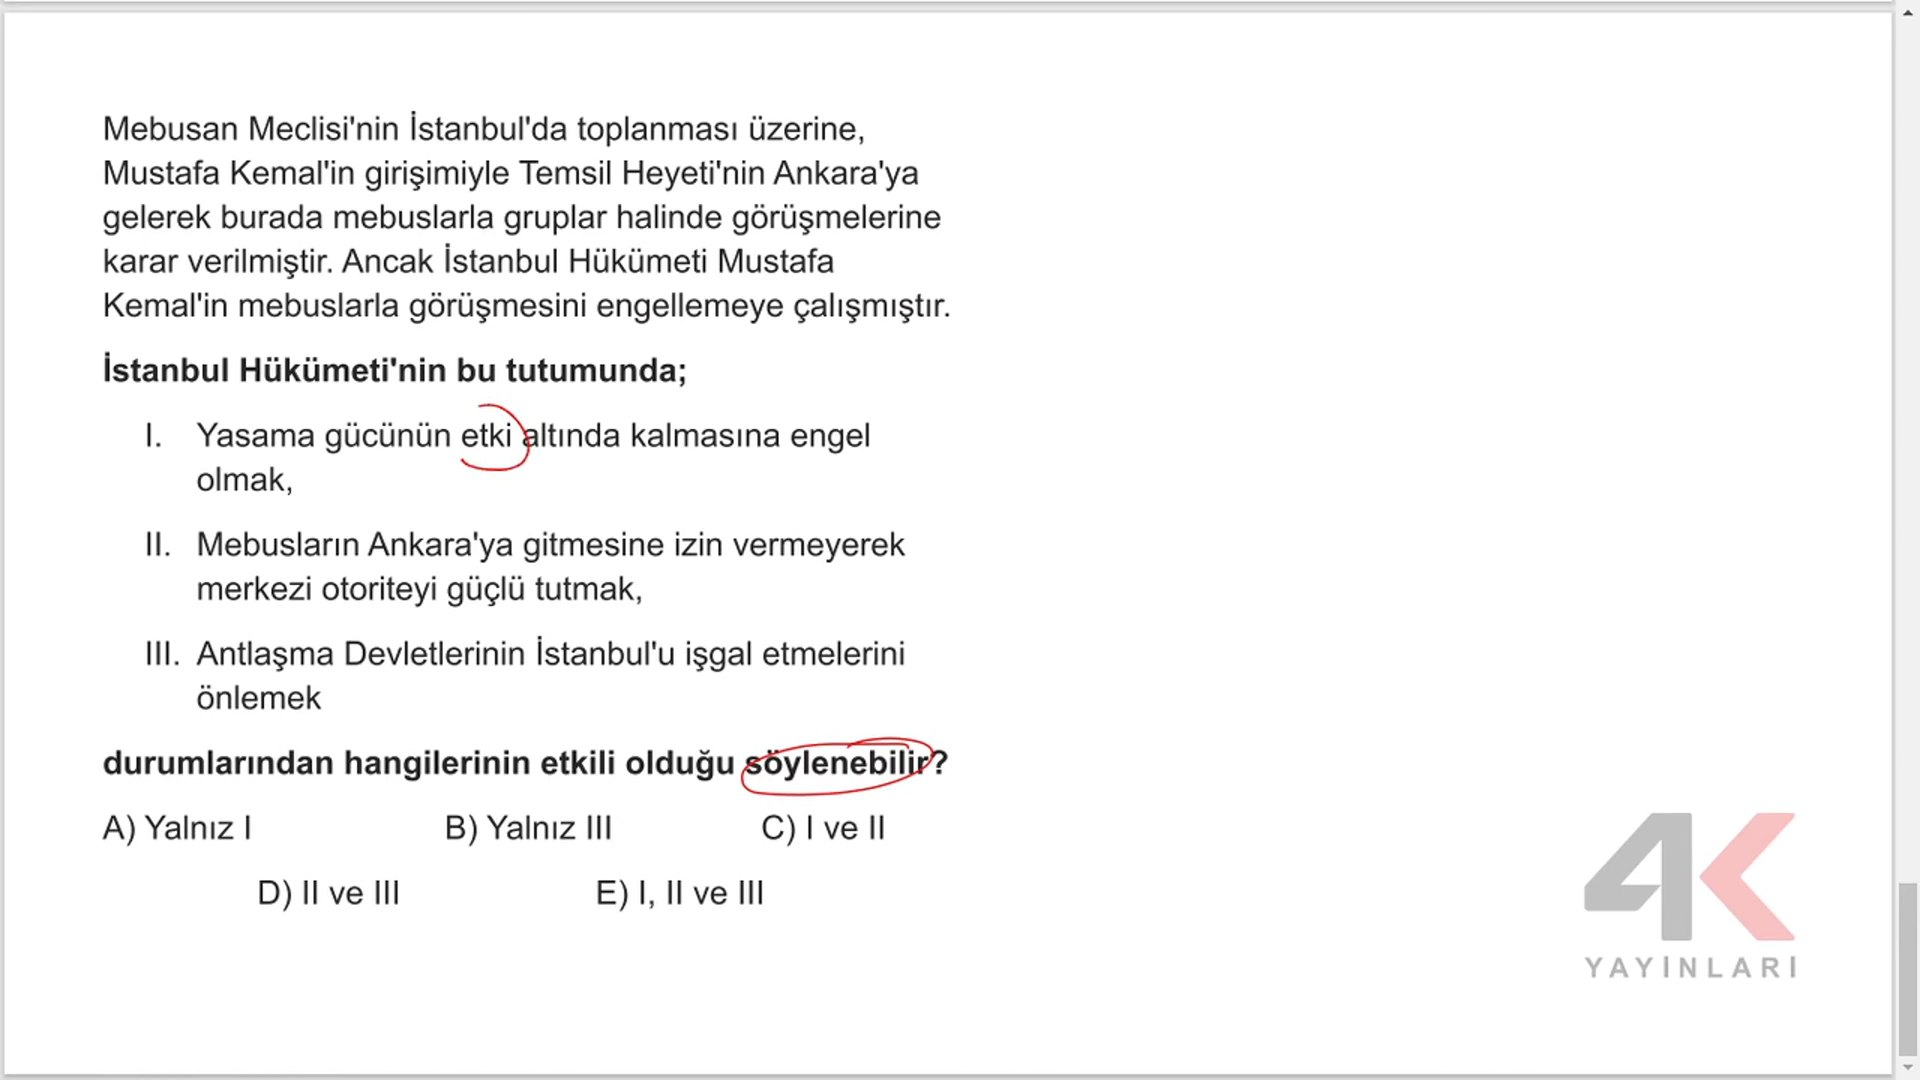 Mebusan Meclisi'nin İstanbul'da toplanması üzerine,
Mustafa Kemal'in girişimiyle Temsil Heyeti'nin Ankara'ya
gelerek burada mebuslarla gruplar halinde görüşmelerine
karar verilmiştir. Ancak İstanbul Hükümeti Mustafa
Kemal'in mebuslarla görüşmesini engellemeye çalışmıştır.
İstanbul Hükümeti'nin bu tutumunda;
I. Yasama gücünün etki altında kalmasına engel
olmak,
II. Mebusların Ankara'ya gitmesine izin vermeyerek
merkezi otoriteyi güçlü tutmak,
III. Antlaşma Devletlerinin İstanbul'u işgal etmelerini
önlemek
durumlarından hangilerinin etkili olduğu söylenebilir?
A) Yalnız I B) Yalnız III C) I ve II
D) II ve III E) I, II ve III
4K
YAYINLARI